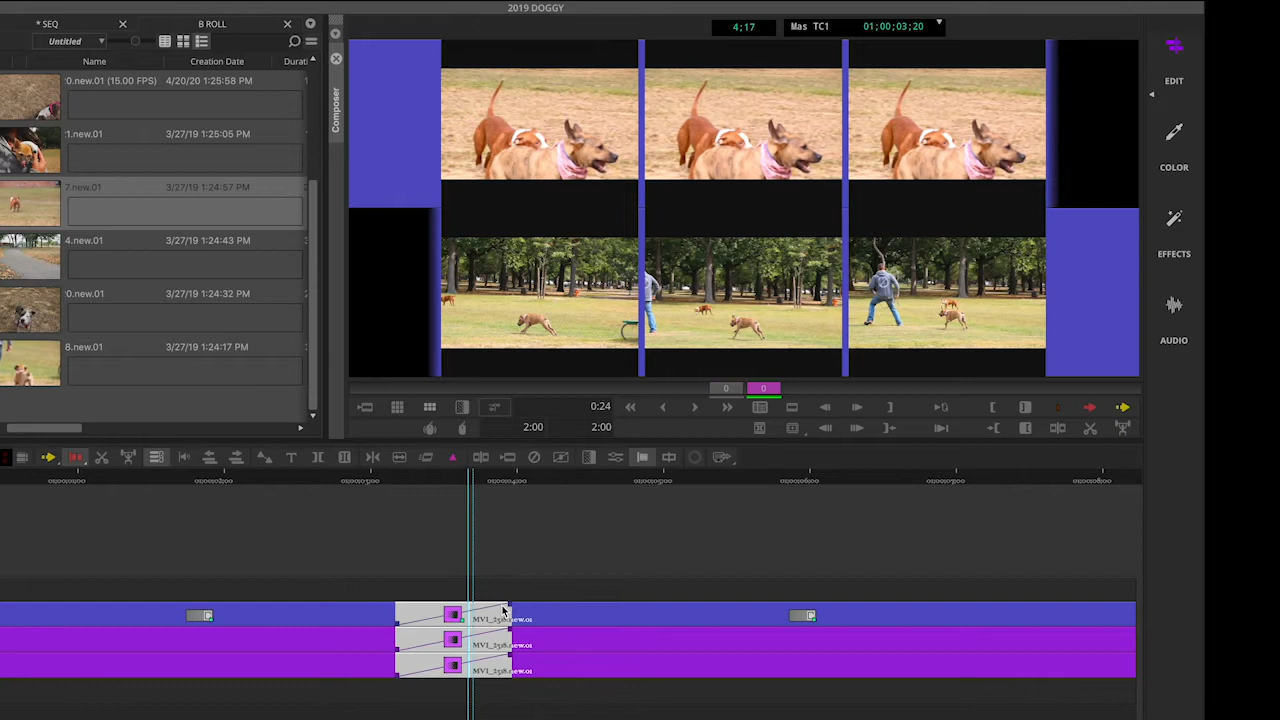 2019 DOGGY
* SEQ
B ROLL
4;17
Mas TC1
01;00;03;20
Untitled
Name
Creation Date
Durati
EDIT
0.new.01 (15.00 FPS)
4/20/20 1:25:58 PM
Composer
1.new.01
3/27/19 1:25:05 PM
COLOR
7.new.01
3/27/19 1:24:57 PM
4.new.01
3/27/19 1:24:43 PM
EFFECTS
0.new.01
3/27/19 1:24:32 PM
8.new.01
3/27/19 1:24:17 PM
AUDIO
0
0
0:24
2:00
2:00